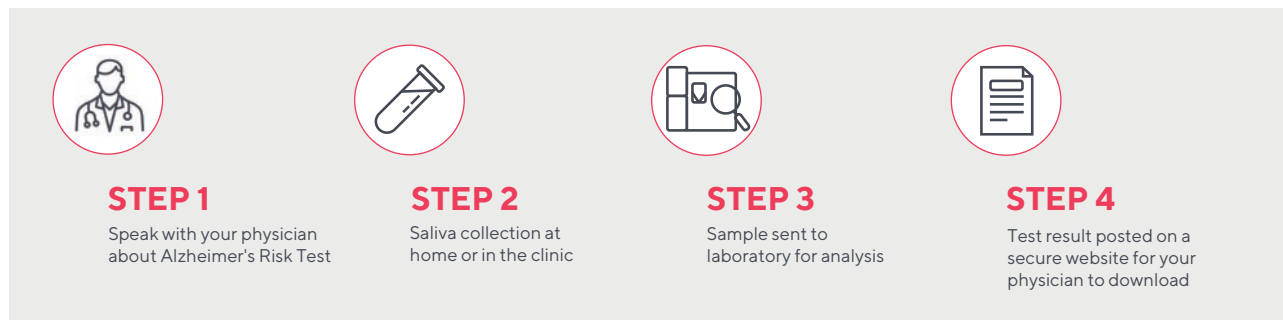 STEP 1
Speak with your physician
about Alzheimer's Risk Test
STEP 2
Saliva collection at
home or in the clinic
STEP 3
Sample sent to
laboratory for analysis
STEP 4
Test result posted on a
secure website for your
physician to download